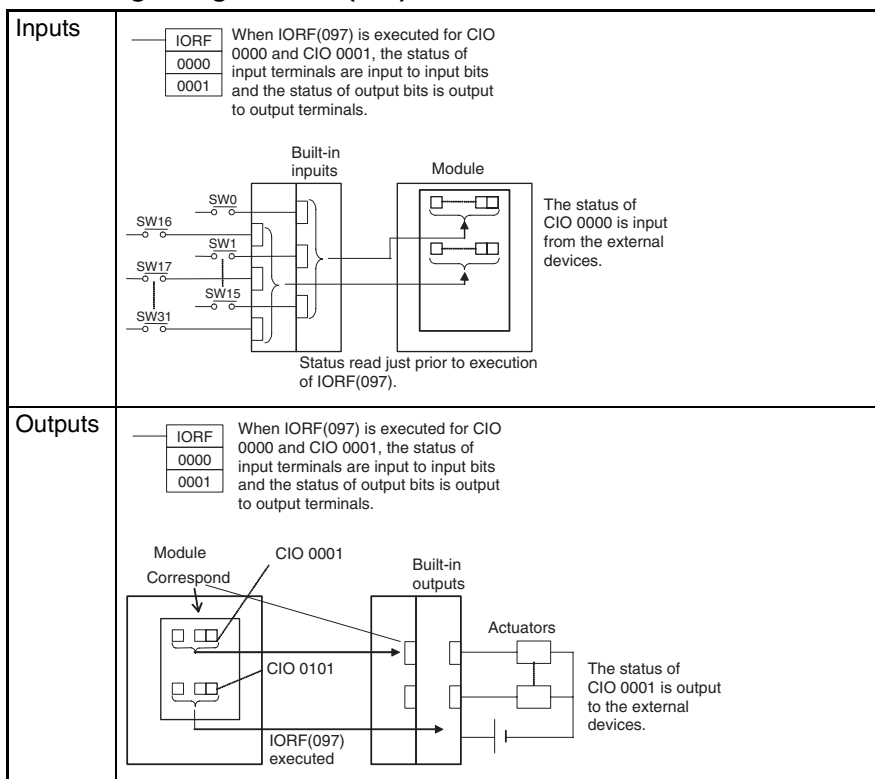 Inputs
IORF
0000
0001
When IORF(097) is executed for CIO
0000 and CIO 0001, the status of
input terminals are input to input bits
and the status of output bits is output
to output terminals.
Built-in
inpuits
Module
SW0
SW16
SW1
SW17
SW15
SW31
The status of
CIO 0000 is input
from the external
devices.
Status read just prior to execution
of IORF(097).
Outputs
IORF
0000
0001
When IORF(097) is executed for CIO
0000 and CIO 0001, the status of
input terminals are input to input bits
and the status of output bits is output
to output terminals.
Module
CIO 0001
Correspond
Built-in
outputs
Actuators
CIO 0101
The status of
CIO 0001 is output
to the external
devices.
IORF(097)
executed